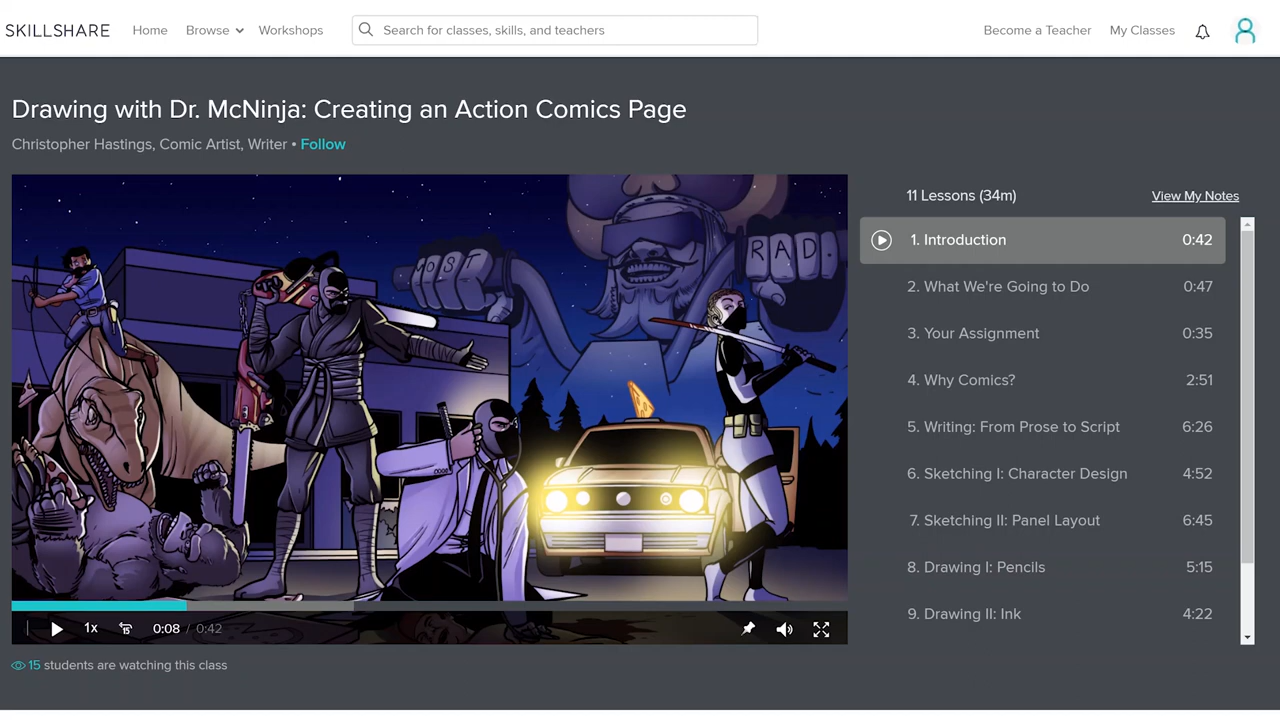 SKILLSHARE Home Browse Workshops Search for classes, skills, and teachers Become a Teacher My Classes
Drawing with Dr. McNinja: Creating an Action Comics Page
Christopher Hastings, Comic Artist, Writer • Follow
11 Lessons (34m) View My Notes
MOST RAD.
1. Introduction 0:42
2. What We're Going to Do 0:47
3. Your Assignment 0:35
4. Why Comics? 2:51
5. Writing: From Prose to Script 6:26
6. Sketching I: Character Design 4:52
7. Sketching II: Panel Layout 6:45
8. Drawing I: Pencils 5:15
9. Drawing II: Ink 4:22
1x 15 0:08 / 0:42
15 students are watching this class